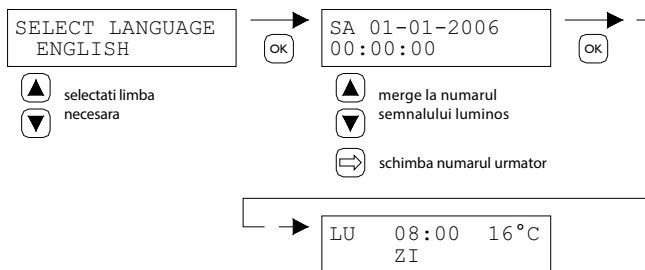 SELECT LANGUAGE
ENGLISH
OK
SA 01-01-2006
00:00:00
OK
selectati limba
necesara
merge la numarul
semnalului luminos
schimba numarul urmator
LU 08:00 16°C
ZI